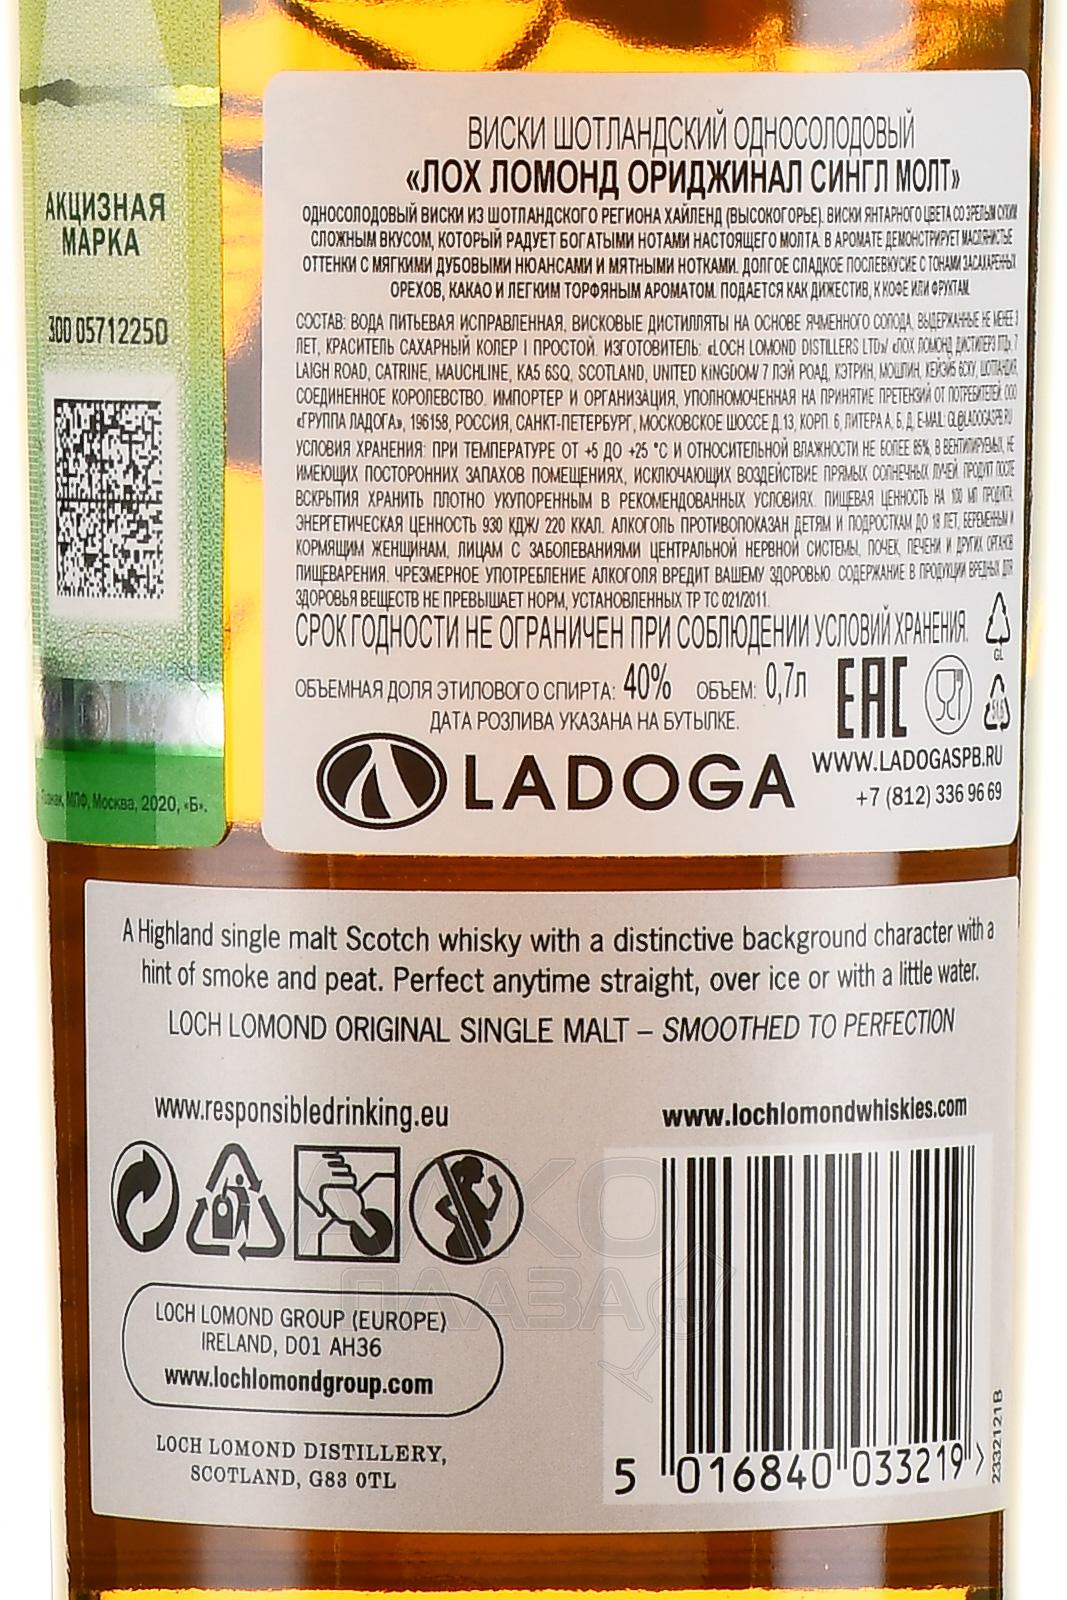 АКЦИЗНАЯ
МАРКА
300 05712250
МПФ, Москва, 2020, «Б».
ВИСКИ ШОТЛАНДСКИЙ ОДНОСОЛОДОВЫЙ
«ЛОХ ЛОМОНД ОРИДЖИНАЛ СИНГЛ МОЛТ»
ОДНОСОЛОДОВЫЙ ВИСКИ ИЗ ШОТЛАНДСКОГО РЕГИОНА ХАЙЛЕНД (ВЫСОКОГОРЬЕ). ВИСКИ ЯНТАРНОГО ЦВЕТА СО ЗРЕЛЫМ СУХИМ
СЛОЖНЫМ ВКУСОМ, КОТОРЫЙ РАДУЕТ БОГАТЫМИ НОТАМИ НАСТОЯЩЕГО МОЛТА. В АРОМАТЕ ДЕМОНСТРИРУЕТ МАСЛЯНИСТЫЕ
ОТТЕНКИ С МЯГКИМИ ДУБОВЫМИ НЮАНСАМИ И МЯТНЫМИ НОТКАМИ. ДОЛГОЕ СЛАДКОЕ ПОСЛЕВКУСИЕ С ТОНАМИ ЗАСАХАРЕННЫХ
ОРЕХОВ, КАКАО И ЛЕГКИМ ТОРФЯНЫМ АРОМАТОМ. ПОДАЕТСЯ КАК ДИЖЕСТИВ, К КОФЕ ИЛИ ФРУКТАМ.
СОСТАВ: ВОДА ПИТЬЕВАЯ ИСПРАВЛЕННАЯ, ВИСКОВЫЕ ДИСТИЛЛЯТЫ НА ОСНОВЕ ЯЧМЕННОГО СОЛОДА, ВЫДЕРЖАННЫЕ НЕ МЕНЕЕ 3
ЛЕТ, КРАСИТЕЛЬ САХАРНЫЙ КОЛЕР I ПРОСТОЙ. ИЗГОТОВИТЕЛЬ: «LOCH LOMOND DISTILLERS LTD»/ «ЛОХ ЛОМОНД ДИСТИЛЕРЗ ЛТД», 7
LAIGH ROAD, CATRINE, MAUCHLINE, KA5 6SQ, SCOTLAND, UNITED KINGDOM/ 7 ЛЭЙ РОАД, КЭТРИН, МОШЛИН, КЕЙЭ5 6СКУ, ШОТЛАНДИЯ,
СОЕДИНЕННОЕ КОРОЛЕВСТВО. ИМПОРТЕР И ОРГАНИЗАЦИЯ, УПОЛНОМОЧЕННАЯ НА ПРИНЯТИЕ ПРЕТЕНЗИЙ ОТ ПОТРЕБИТЕЛЕЙ: ООО
«ГРУППА ЛАДОГА», 196158, РОССИЯ, САНКТ-ПЕТЕРБУРГ, МОСКОВСКОЕ ШОССЕ Д.13, КОРП. 6, ЛИТЕРА А, Б, Д, E-MAIL: GL@LADOGASPB.RU
УСЛОВИЯ ХРАНЕНИЯ: ПРИ ТЕМПЕРАТУРЕ ОТ +5 ДО +25 °С И ОТНОСИТЕЛЬНОЙ ВЛАЖНОСТИ НЕ БОЛЕЕ 85%, В ВЕНТИЛИРУЕМЫХ, НЕ
ИМЕЮЩИХ ПОСТОРОННИХ ЗАПАХОВ ПОМЕЩЕНИЯХ, ИСКЛЮЧАЮЩИХ ВОЗДЕЙСТВИЕ ПРЯМЫХ СОЛНЕЧНЫХ ЛУЧЕЙ. ПРОДУКТ ПОСЛЕ
ВСКРЫТИЯ ХРАНИТЬ ПЛОТНО УКУПОРЕННЫМ В РЕКОМЕНДОВАННЫХ УСЛОВИЯХ. ПИЩЕВАЯ ЦЕННОСТЬ НА 100 МЛ ПРОДУКТА:
ЭНЕРГЕТИЧЕСКАЯ ЦЕННОСТЬ 930 КДЖ/ 220 ККАЛ. АЛКОГОЛЬ ПРОТИВОПОКАЗАН ДЕТЯМ И ПОДРОСТКАМ ДО 18 ЛЕТ, БЕРЕМЕННЫМ И
КОРМЯЩИМ ЖЕНЩИНАМ, ЛИЦАМ С ЗАБОЛЕВАНИЯМИ ЦЕНТРАЛЬНОЙ НЕРВНОЙ СИСТЕМЫ, ПОЧЕК, ПЕЧЕНИ И ДРУГИХ ОРГАНОВ
ПИЩЕВАРЕНИЯ. ЧРЕЗМЕРНОЕ УПОТРЕБЛЕНИЕ АЛКОГОЛЯ ВРЕДИТ ВАШЕМУ ЗДОРОВЬЮ. СОДЕРЖАНИЕ В ПРОДУКЦИИ ВРЕДНЫХ ДЛЯ
ЗДОРОВЬЯ ВЕЩЕСТВ НЕ ПРЕВЫШАЕТ НОРМ, УСТАНОВЛЕННЫХ ТР ТС 021/2011.
СРОК ГОДНОСТИ НЕ ОГРАНИЧЕН ПРИ СОБЛЮДЕНИИ УСЛОВИЙ ХРАНЕНИЯ.
GL
ОБЪЕМНАЯ ДОЛЯ ЭТИЛОВОГО СПИРТА: 40% ОБЪЕМ: 0,7Л
ДАТА РОЗЛИВА УКАЗАНА НА БУТЫЛКЕ.
ЕАС
LADOGA
WWW.LADOGASPB.RU
+7 (812) 336 96 69
A Highland single malt Scotch whisky with a distinctive background character with a
hint of smoke and peat. Perfect anytime straight, over ice or with a little water.
LOCH LOMOND ORIGINAL SINGLE MALT – SMOOTHED TO PERFECTION
www.responsibledrinking.eu
www.lochlomondwhiskies.com
АЛКО
ПЛАЗА
LOCH LOMOND GROUP (EUROPE)
IRELAND, D01 AH36
www.lochlomondgroup.com
LOCH LOMOND DISTILLERY,
SCOTLAND, G83 0TL
5 016840 033219 >
2332121B